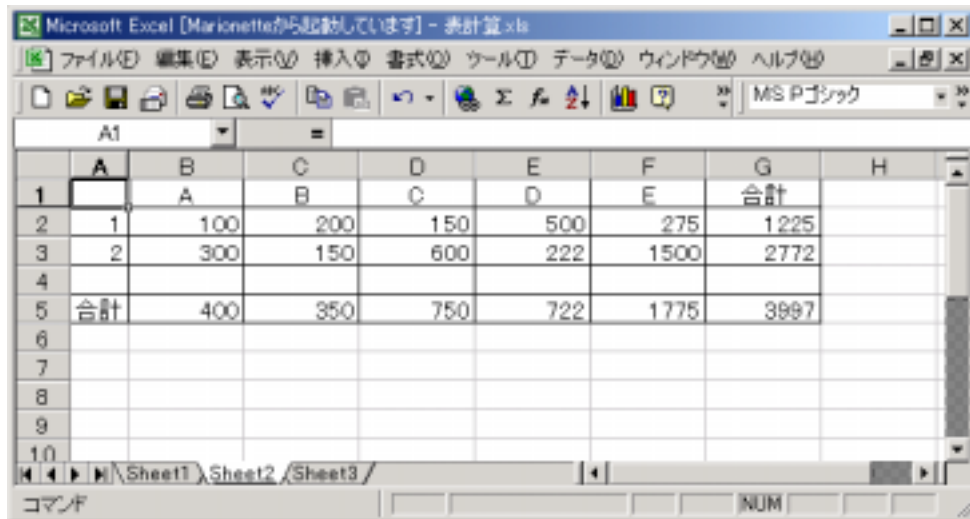 Microsoft Excel [Marionetteから起動しています] - 表計算.xls
ファイル(F) 編集(E) 表示(V) 挿入(I) 書式(O) ツール(T) データ(D) ウィンドウ(W) ヘルプ(H)
MS Pゴシック
A1 =
A B C D E F G H
1 A B C D E 合計
2 1 100 200 150 500 275 1225
3 2 300 150 600 222 1500 2772
4
5 合計 400 350 750 722 1775 3997
6
7
8
9
10
Sheet1 Sheet2 Sheet3
コマンド NUM